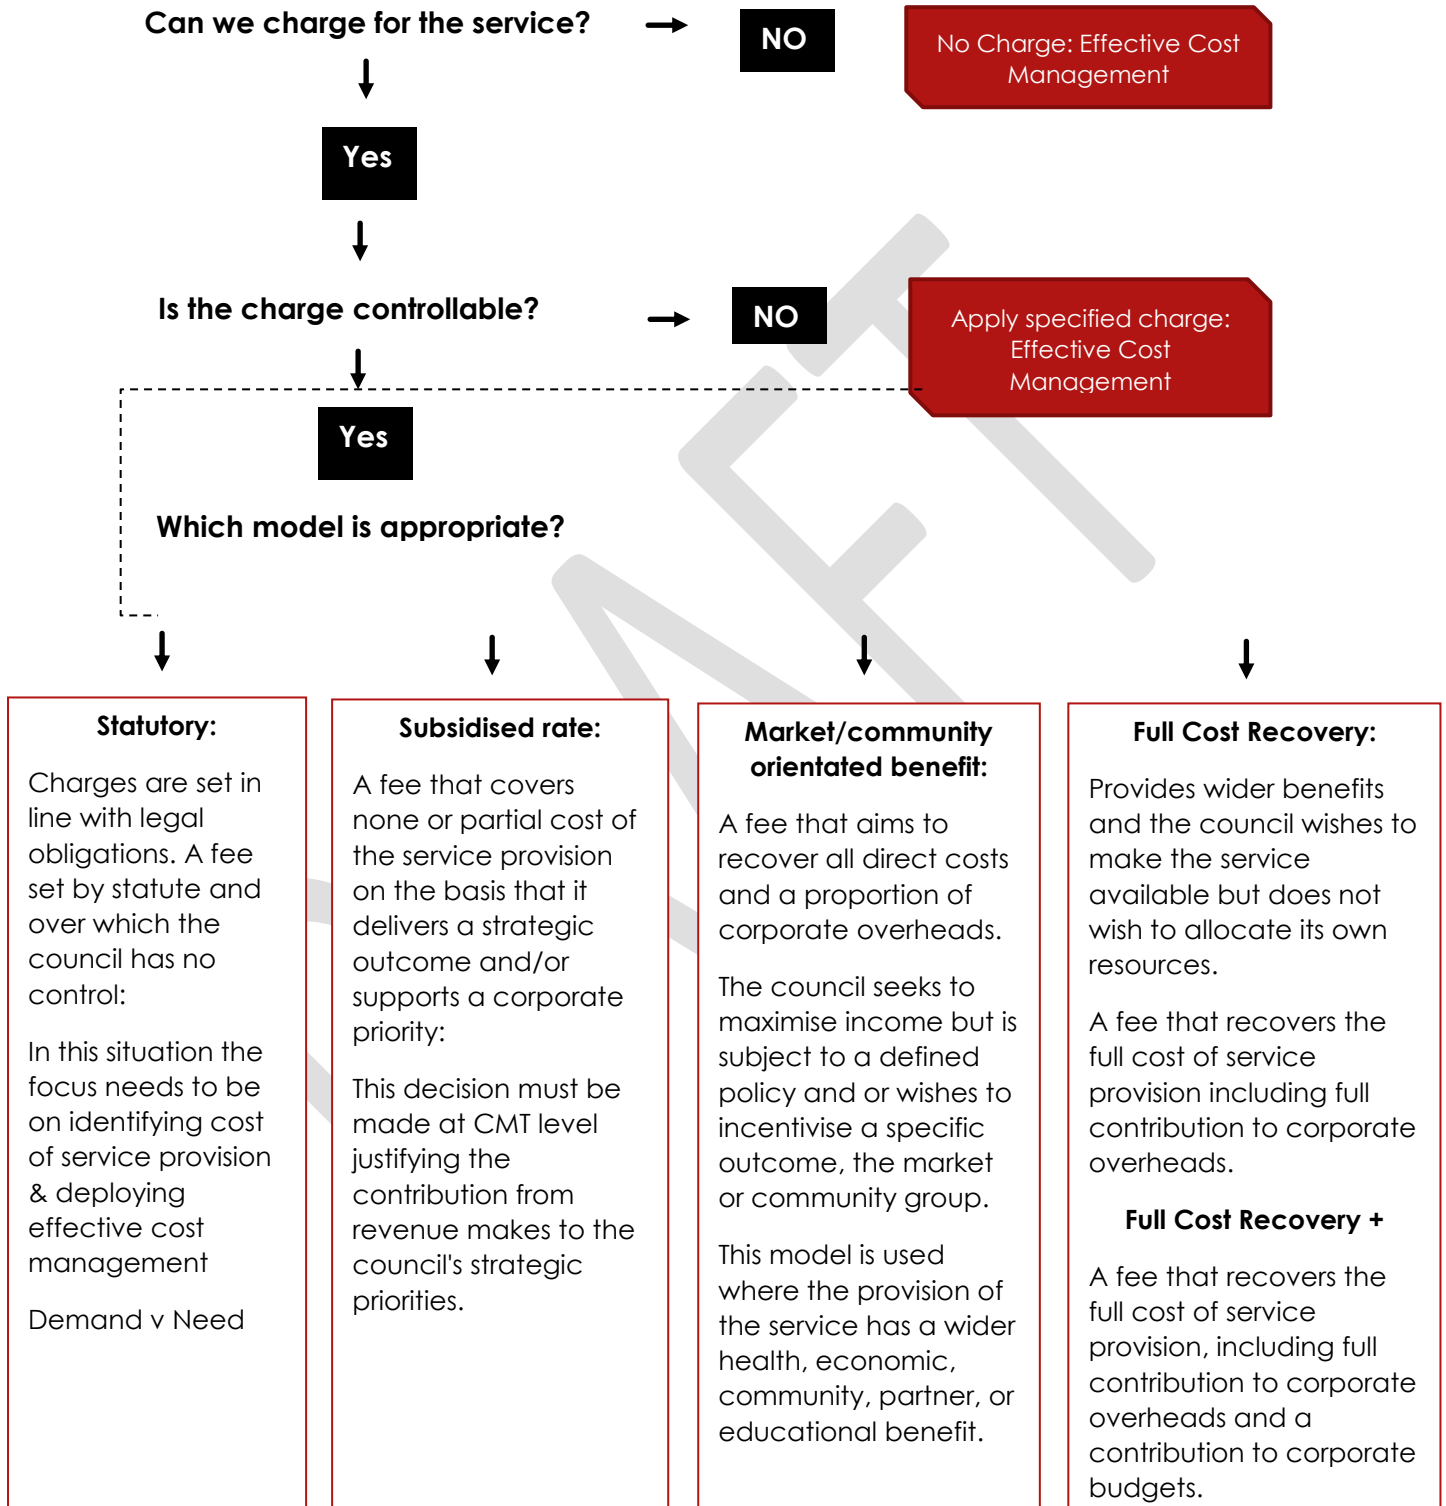 Can we charge for the service?
NO
No Charge: Effective Cost
Management
Yes
Is the charge controllable?
NO
Apply specified charge:
Effective Cost
Management
Yes
Which model is appropriate?
Statutory:
Charges are set in
line with legal
obligations. A fee
set by statute and
over which the
council has no
control:
In this situation the
focus needs to be
on identifying cost
of service provision
& deploying
effective cost
management
Demand v Need
Subsidised rate:
A fee that covers
none or partial cost of
the service provision
on the basis that it
delivers a strategic
outcome and/or
supports a corporate
priority:
This decision must be
made at CMT level
justifying the
contribution from
revenue makes to the
council's strategic
priorities.
Market/community
orientated benefit:
A fee that aims to
recover all direct costs
and a proportion of
corporate overheads.
The council seeks to
maximise income but is
subject to a defined
policy and or wishes to
incentivise a specific
outcome, the market
or community group.
This model is used
where the provision of
the service has a wider
health, economic,
community, partner, or
educational benefit.
Full Cost Recovery:
Provides wider benefits
and the council wishes to
make the service
available but does not
wish to allocate its own
resources.
A fee that recovers the
full cost of service
provision including full
contribution to corporate
overheads.
Full Cost Recovery +
A fee that recovers the
full cost of service
provision, including full
contribution to corporate
overheads and a
contribution to corporate
budgets.
DRAFT